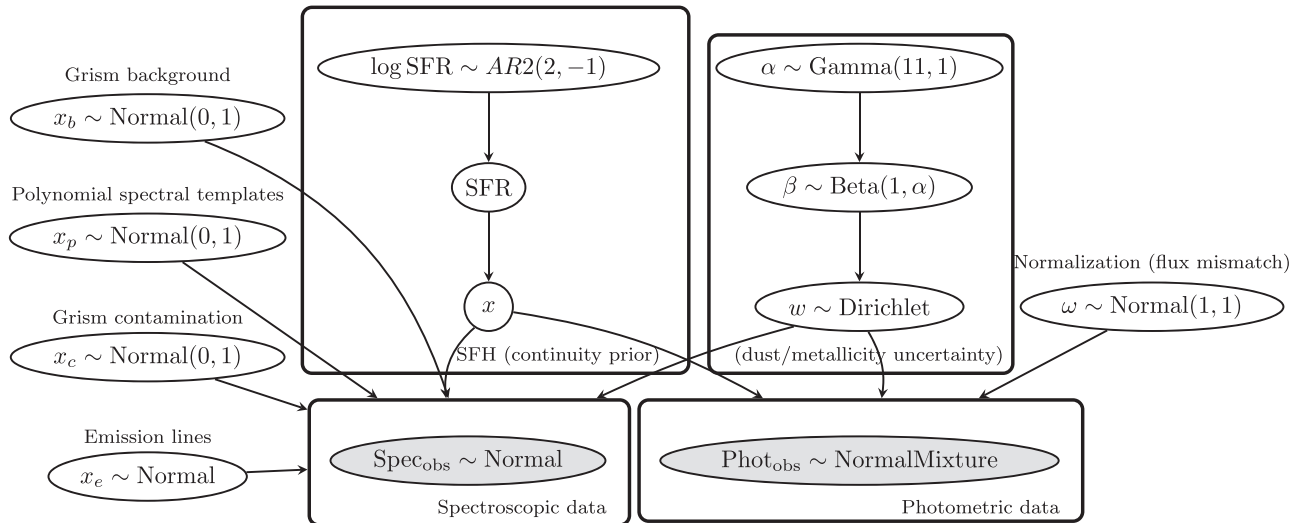 log SFR ∼ AR2(2, −1)
α ∼ Gamma(11, 1)
Grism background
x_b ∼ Normal(0, 1)
SFR
β ∼ Beta(1, α)
Polynomial spectral templates
x_p ∼ Normal(0, 1)
Normalization (flux mismatch)
x
w ∼ Dirichlet
ω ∼ Normal(1, 1)
Grism contamination
x_c ∼ Normal(0, 1)
SFH (continuity prior)
(dust/metallicity uncertainty)
Emission lines
x_e ∼ Normal
Spec_obs ∼ Normal
Phot_obs ∼ NormalMixture
Spectroscopic data
Photometric data